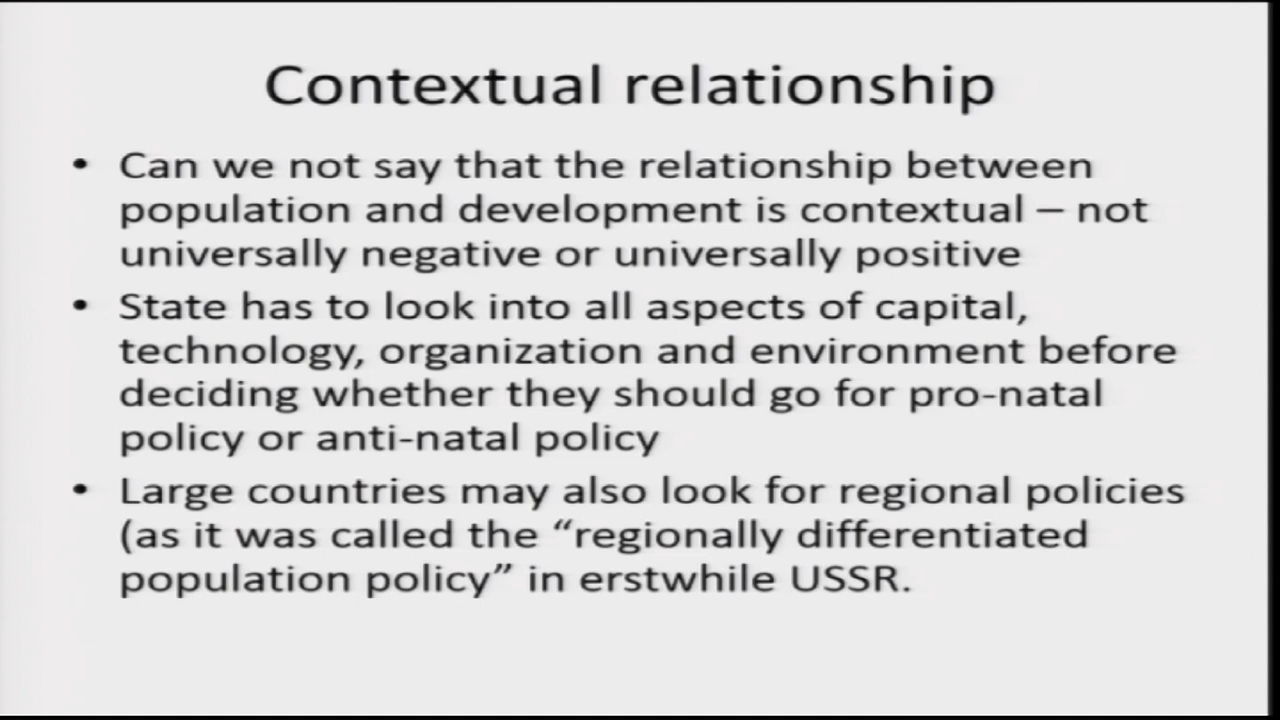 Contextual relationship
• Can we not say that the relationship between
population and development is contextual – not
universally negative or universally positive
• State has to look into all aspects of capital,
technology, organization and environment before
deciding whether they should go for pro-natal
policy or anti-natal policy
• Large countries may also look for regional policies
(as it was called the “regionally differentiated
population policy” in erstwhile USSR.